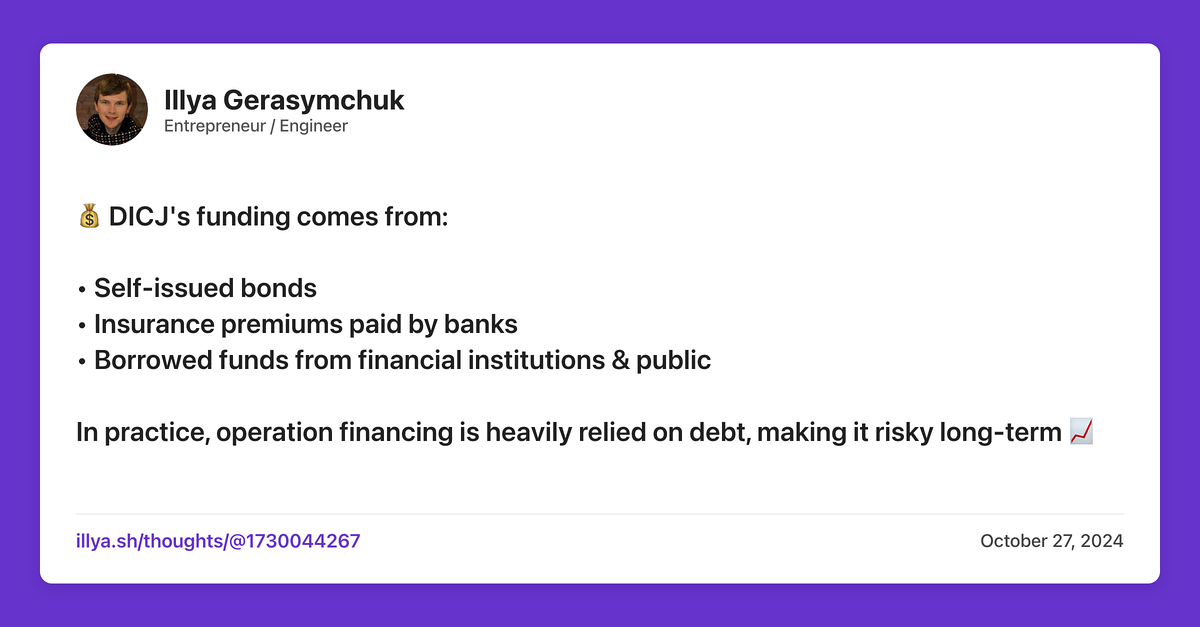 Illya Gerasymchuk
Entrepreneur / Engineer
💰 DICJ's funding comes from:
• Self-issued bonds
• Insurance premiums paid by banks
• Borrowed funds from financial institutions & public
In practice, operation financing is heavily relied on debt, making it risky long-term 📈
illya.sh/thoughts/@1730044267
October 27, 2024